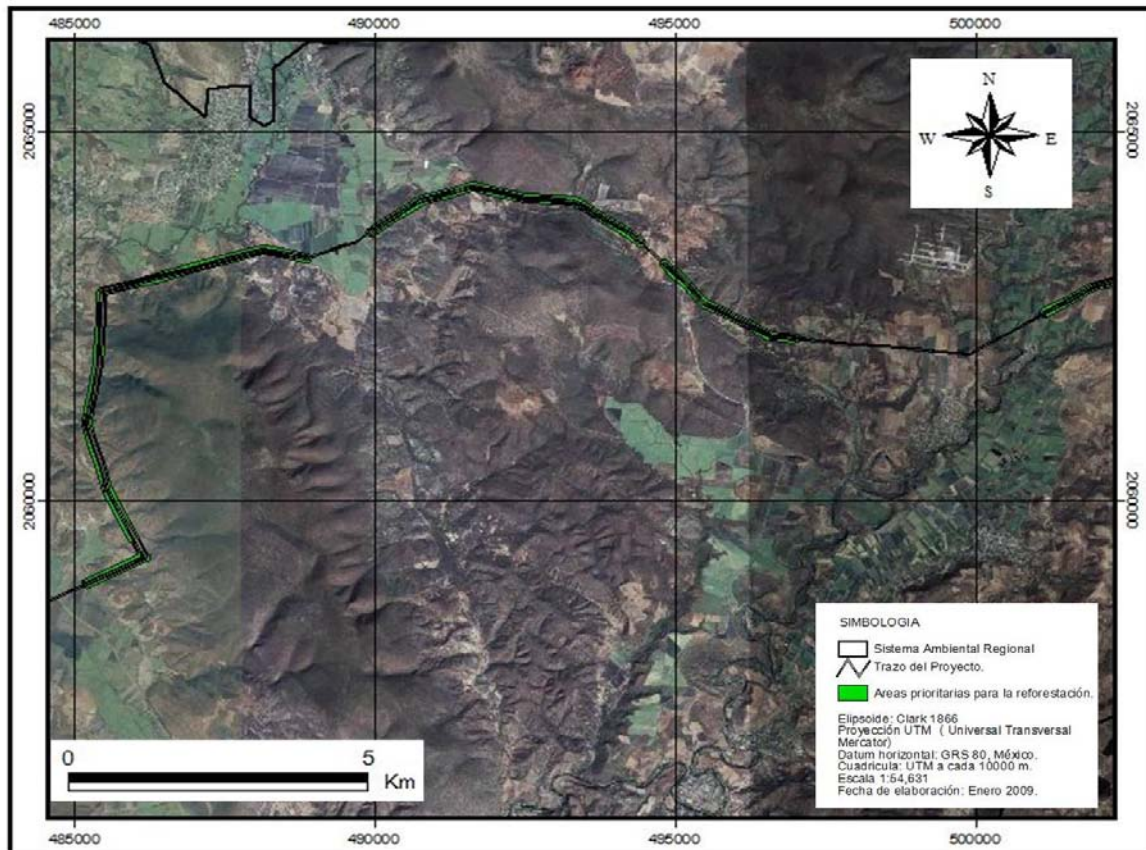 485000 490000 495000 500000
2065000 2065000
N
W E
S
2060000 2060000
SIMBOLOGIA
Sistema Ambiental Regional
Trazo del Proyecto.
Areas prioritarias para la reforestación.
Elipsoide: Clark 1866
Proyección UTM ( Universal Transversal
Mercator)
Datum horizontal: GRS 80, México.
Cuadricula: UTM a cada 10000 m.
Escala 1:54,631
Fecha de elaboración: Enero 2009.
0 5
Km
485000 490000 495000 500000